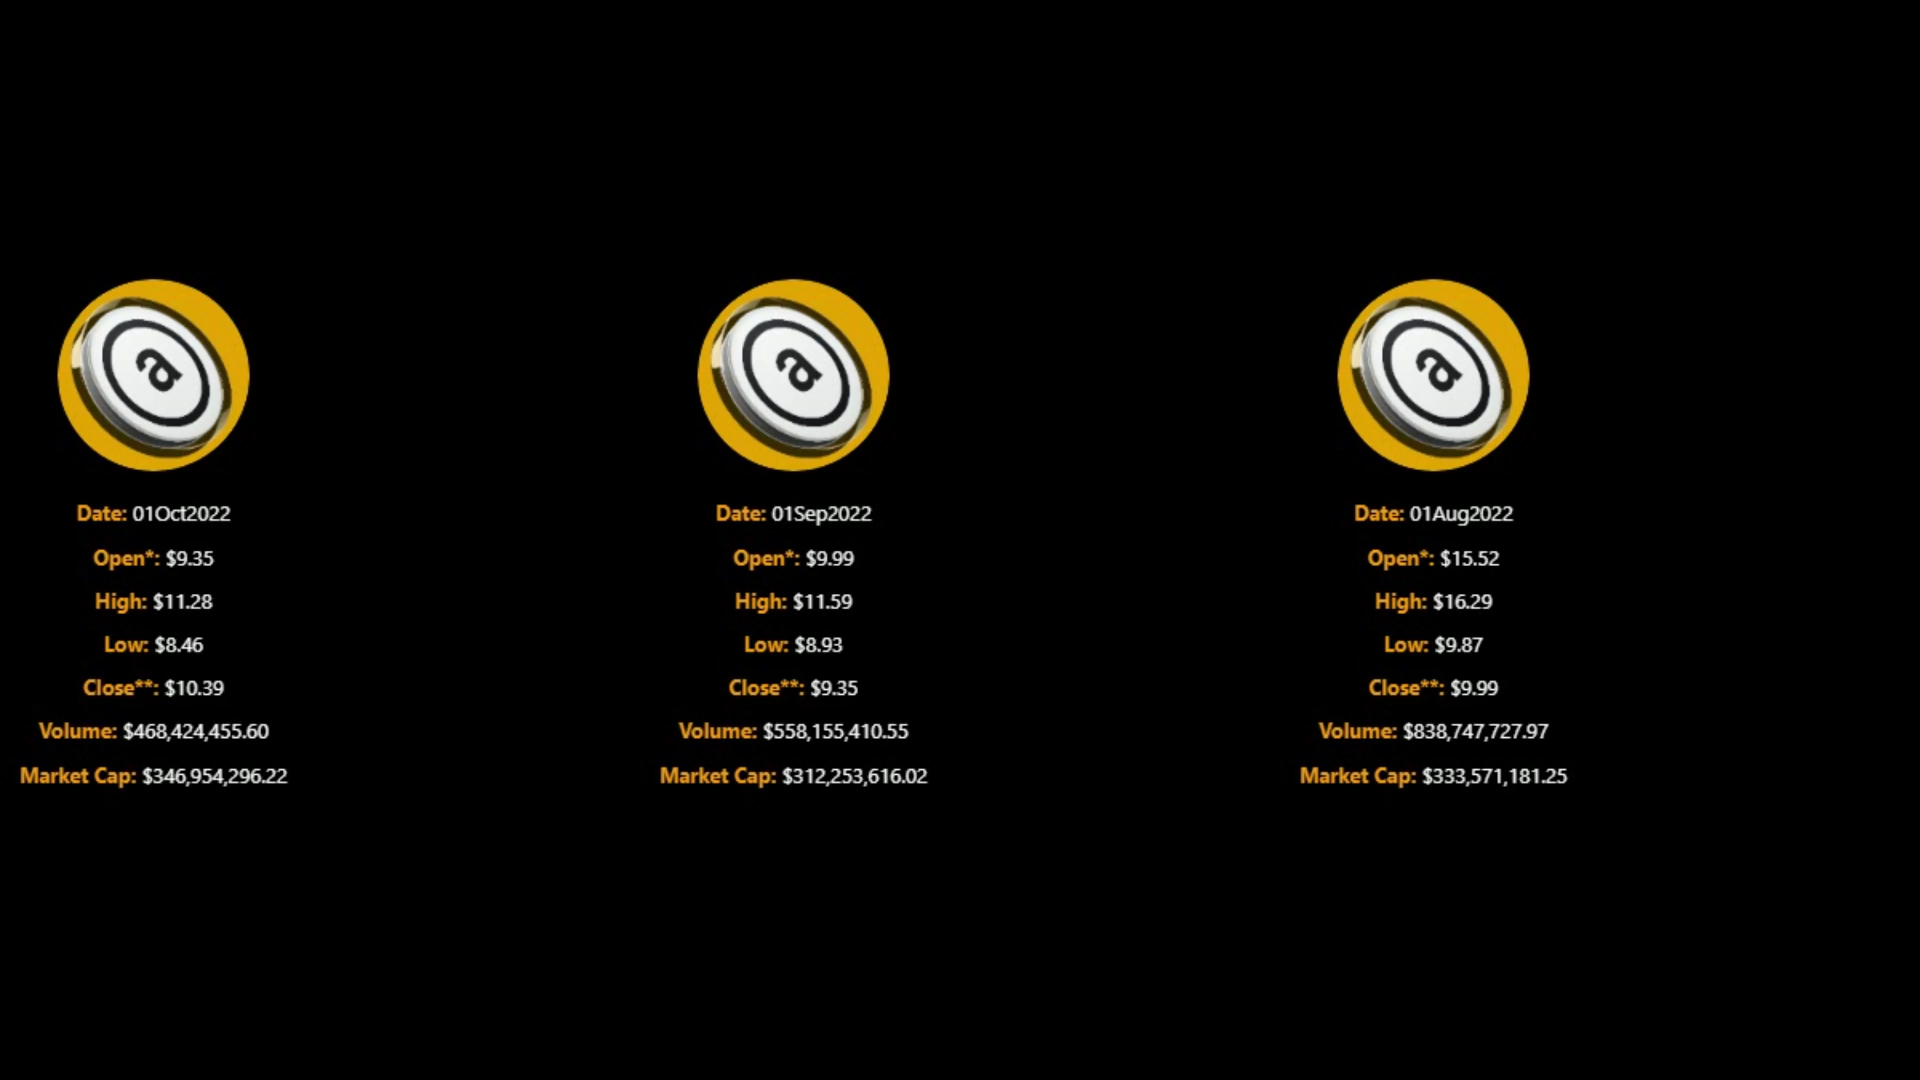 a
Date: 01Oct2022
Open*: $9.35
High: $11.28
Low: $8.46
Close**: $10.39
Volume: $468,424,455.60
Market Cap: $346,954,296.22
a
Date: 01Sep2022
Open*: $9.99
High: $11.59
Low: $8.93
Close**: $9.35
Volume: $558,155,410.55
Market Cap: $312,253,616.02
a
Date: 01Aug2022
Open*: $15.52
High: $16.29
Low: $9.87
Close**: $9.99
Volume: $838,747,727.97
Market Cap: $333,571,181.25